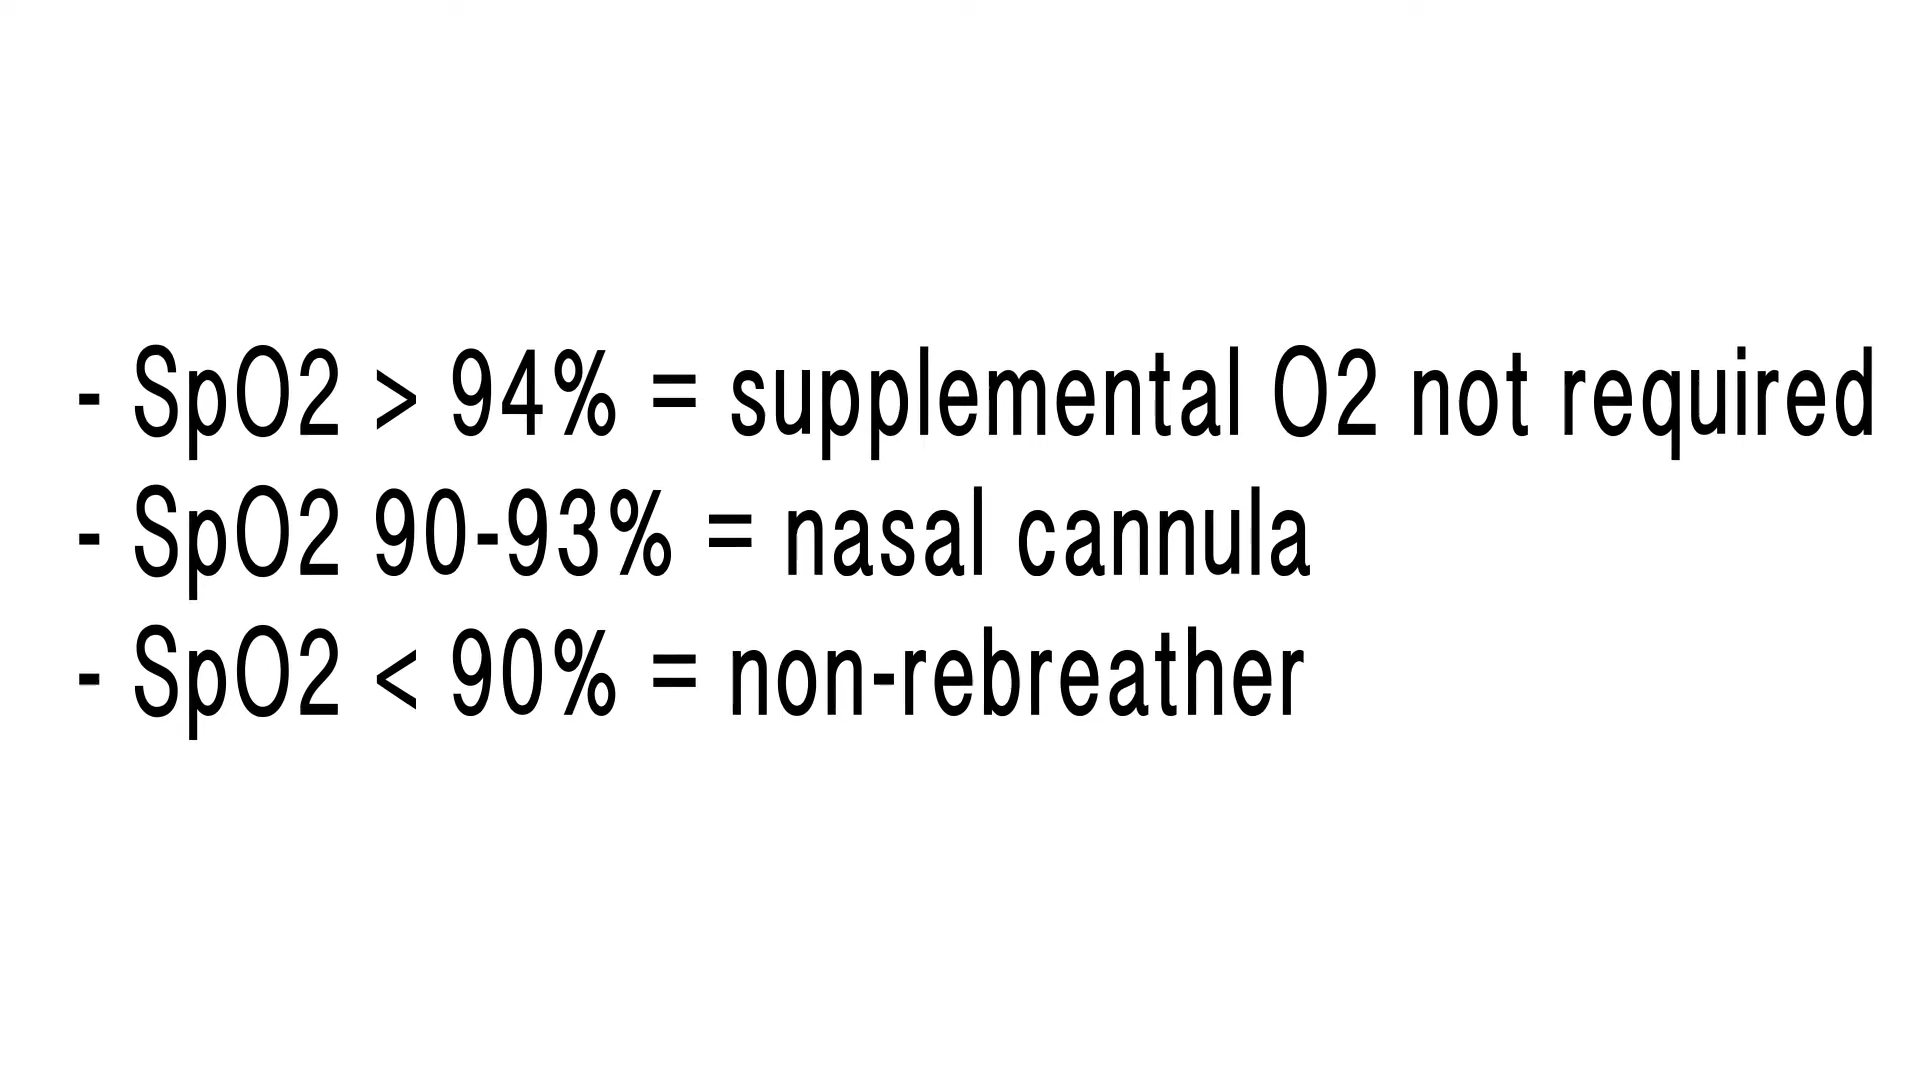 - SpO2 > 94% = supplemental O2 not required
- SpO2 90-93% = nasal cannula
- SpO2 < 90% = non-rebreather